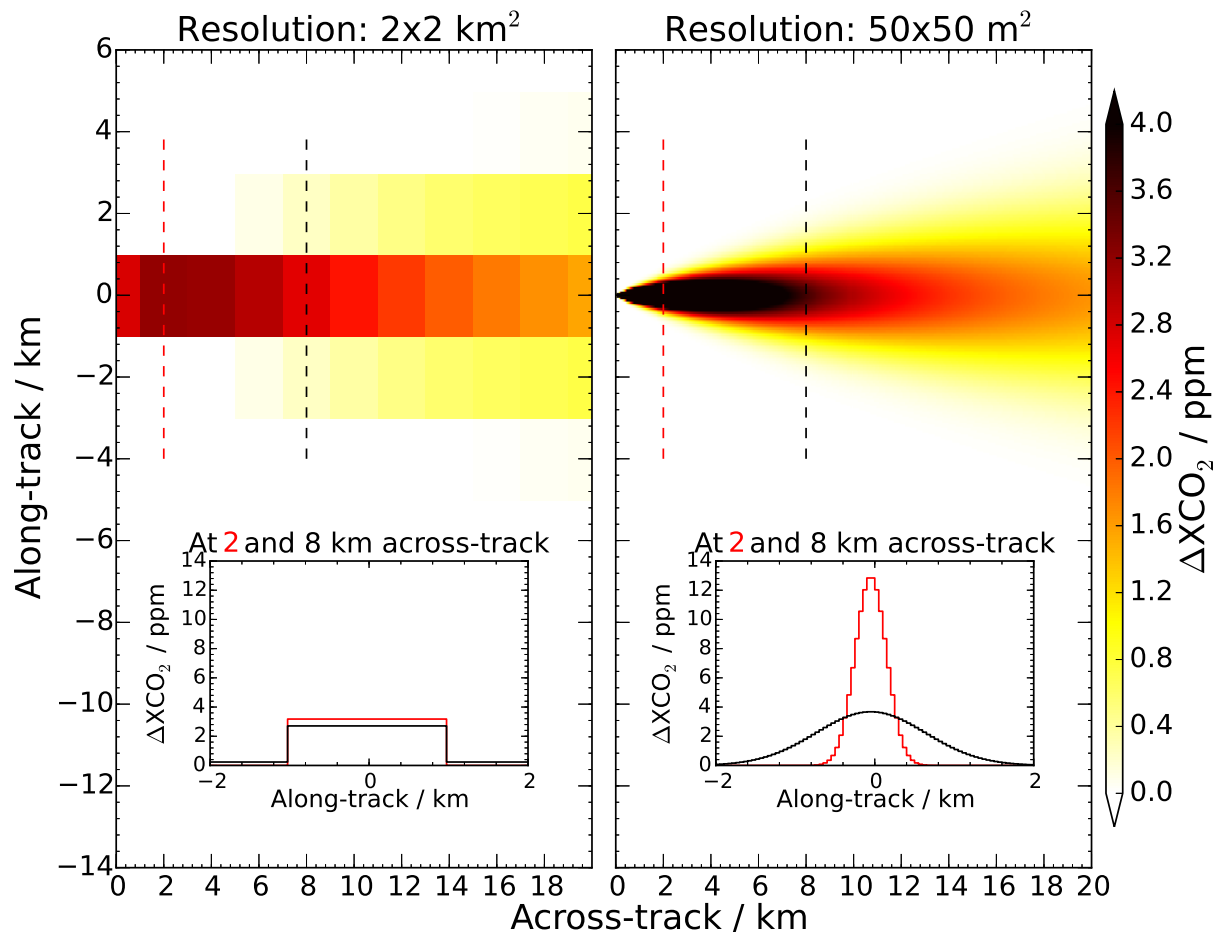 Resolution: 2x2 km²
Resolution: 50x50 m²
6
4
2
0
−2
−4
−6
−8
−10
−12
−14
Along-track / km
0 2 4 6 8 10 12 14 16 18
0 2 4 6 8 10 12 14 16 18 20
Across-track / km
At 2 and 8 km across-track
14
12
10
8
6
4
2
0
ΔXCO₂ / ppm
−2 0 2
Along-track / km
At 2 and 8 km across-track
14
12
10
8
6
4
2
0
ΔXCO₂ / ppm
−2 0 2
Along-track / km
4.0
3.6
3.2
2.8
2.4
2.0
1.6
1.2
0.8
0.4
0.0
ΔXCO₂ / ppm